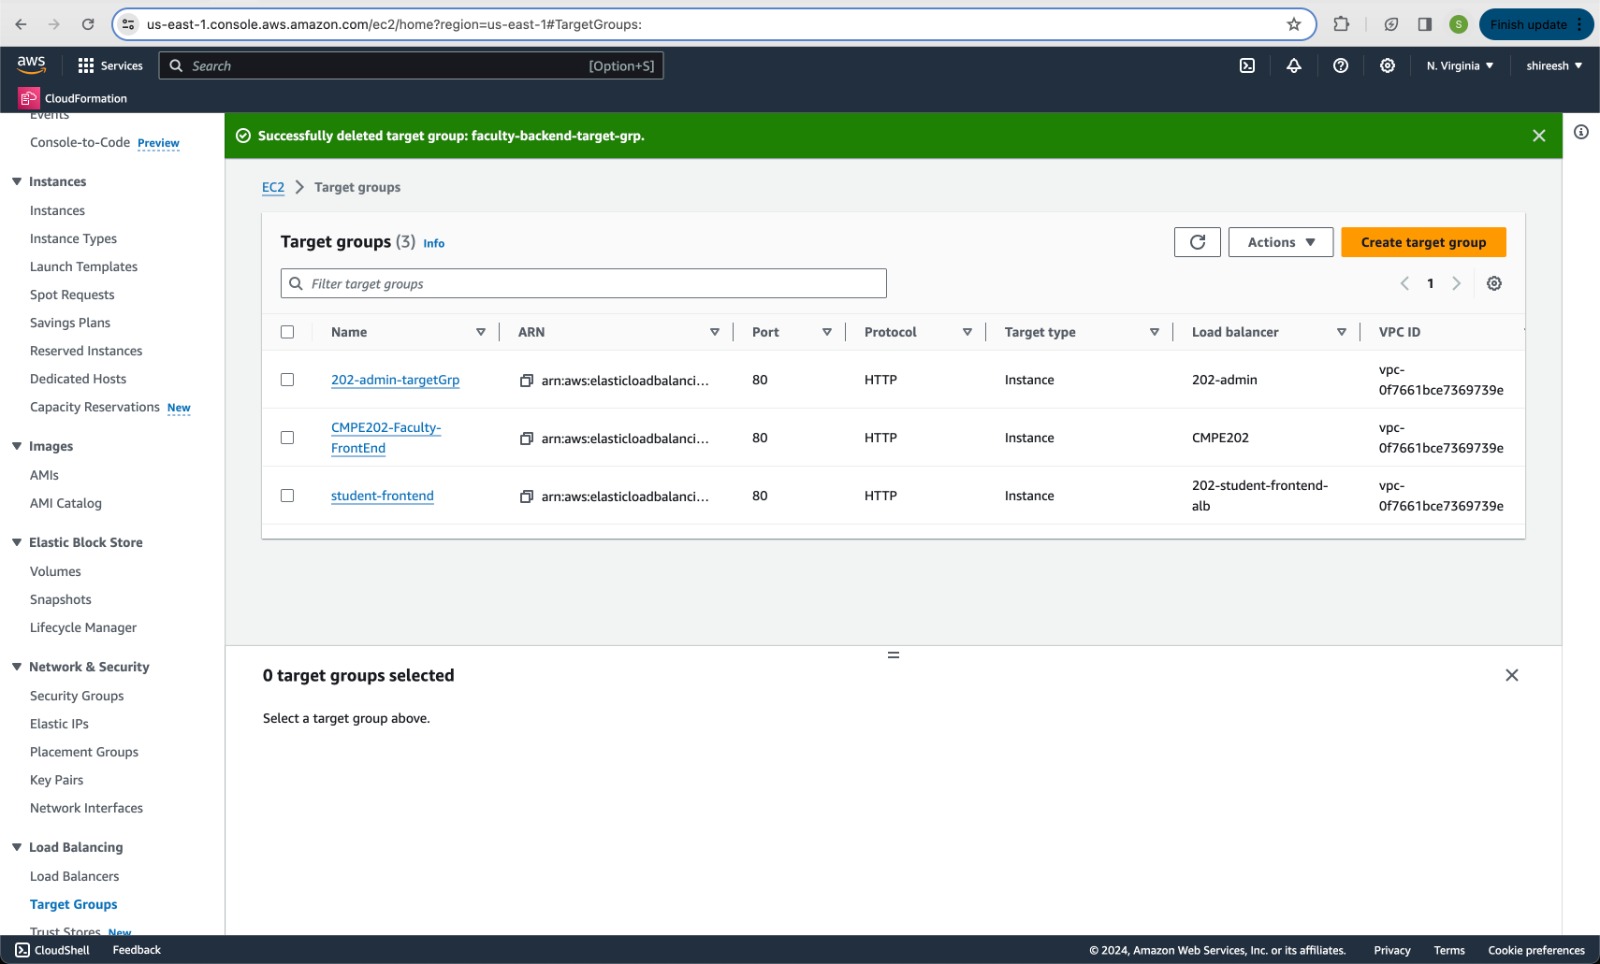 us-east-1.console.aws.amazon.com/ec2/home?region=us-east-1#TargetGroups:
S
Finish update
aws
Services
Search
[Option+S]
N. Virginia
shireesh
CloudFormation
Events
Console-to-Code Preview
Instances
Instances
Instance Types
Launch Templates
Spot Requests
Savings Plans
Reserved Instances
Dedicated Hosts
Capacity Reservations New
Images
AMIs
AMI Catalog
Elastic Block Store
Volumes
Snapshots
Lifecycle Manager
Network & Security
Security Groups
Elastic IPs
Placement Groups
Key Pairs
Network Interfaces
Load Balancing
Load Balancers
Target Groups
Trust Stores New
Successfully deleted target group: faculty-backend-target-grp.
EC2 > Target groups
Target groups (3) Info
Actions
Create target group
Filter target groups
1
Name ARN Port Protocol Target type Load balancer VPC ID
202-admin-targetGrp arn:aws:elasticloadbalanci... 80 HTTP Instance 202-admin vpc-
0f7661bce7369739e
CMPE202-Faculty-
FrontEnd arn:aws:elasticloadbalanci... 80 HTTP Instance CMPE202 vpc-
0f7661bce7369739e
student-frontend arn:aws:elasticloadbalanci... 80 HTTP Instance 202-student-frontend-
alb vpc-
0f7661bce7369739e
0 target groups selected
Select a target group above.
CloudShell
Feedback
© 2024, Amazon Web Services, Inc. or its affiliates.
Privacy
Terms
Cookie preferences